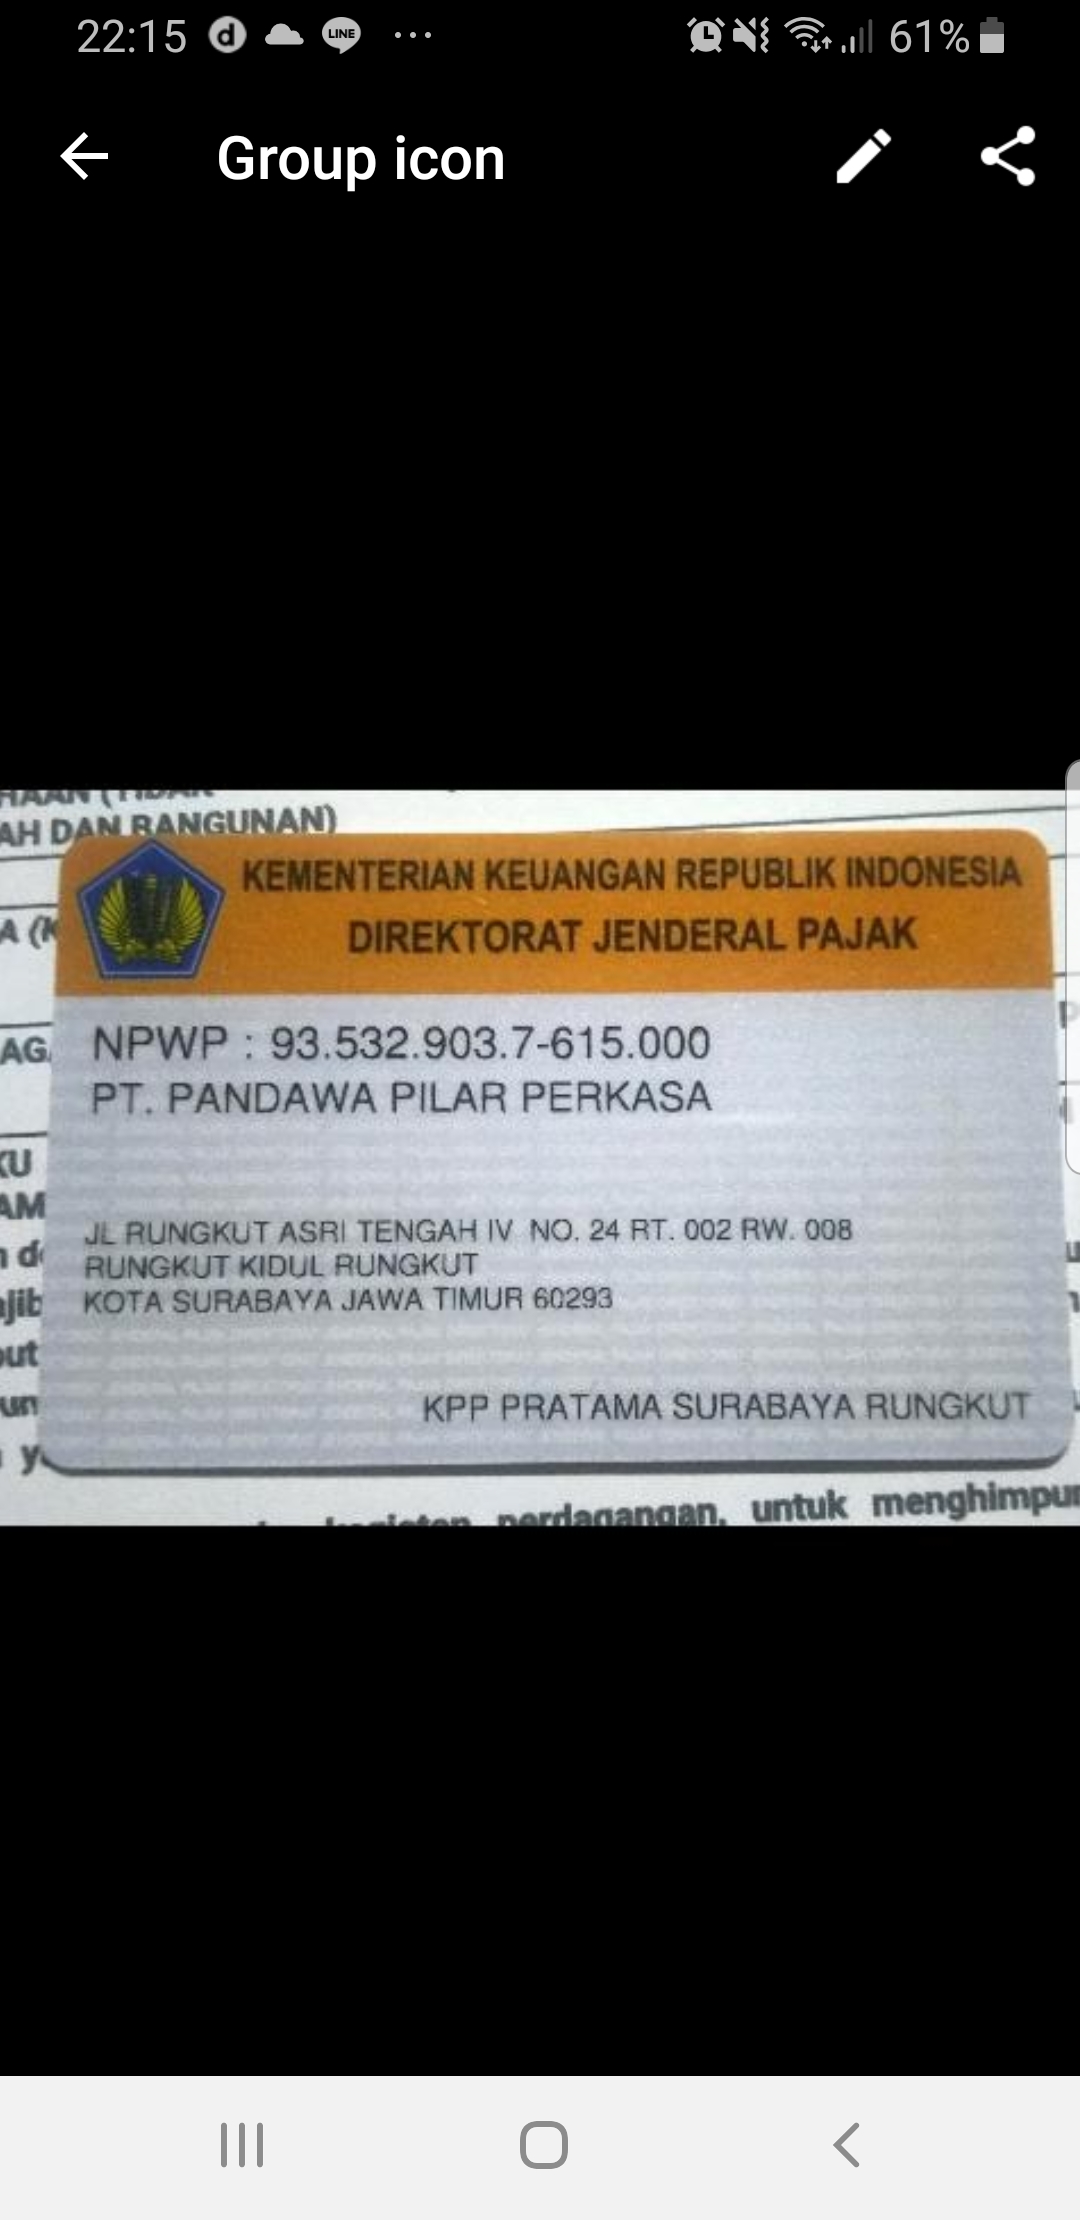 22:15 d LINE ... 61%
Group icon
AH DAN BANGUNAN)
KEMENTERIAN KEUANGAN REPUBLIK INDONESIA
DIREKTORAT JENDERAL PAJAK
NPWP : 93.532.903.7-615.000
PT. PANDAWA PILAR PERKASA
JL RUNGKUT ASRI TENGAH IV NO. 24 RT. 002 RW. 008
RUNGKUT KIDUL RUNGKUT
KOTA SURABAYA JAWA TIMUR 60293
KPP PRATAMA SURABAYA RUNGKUT
perdagangan, untuk menghimpun